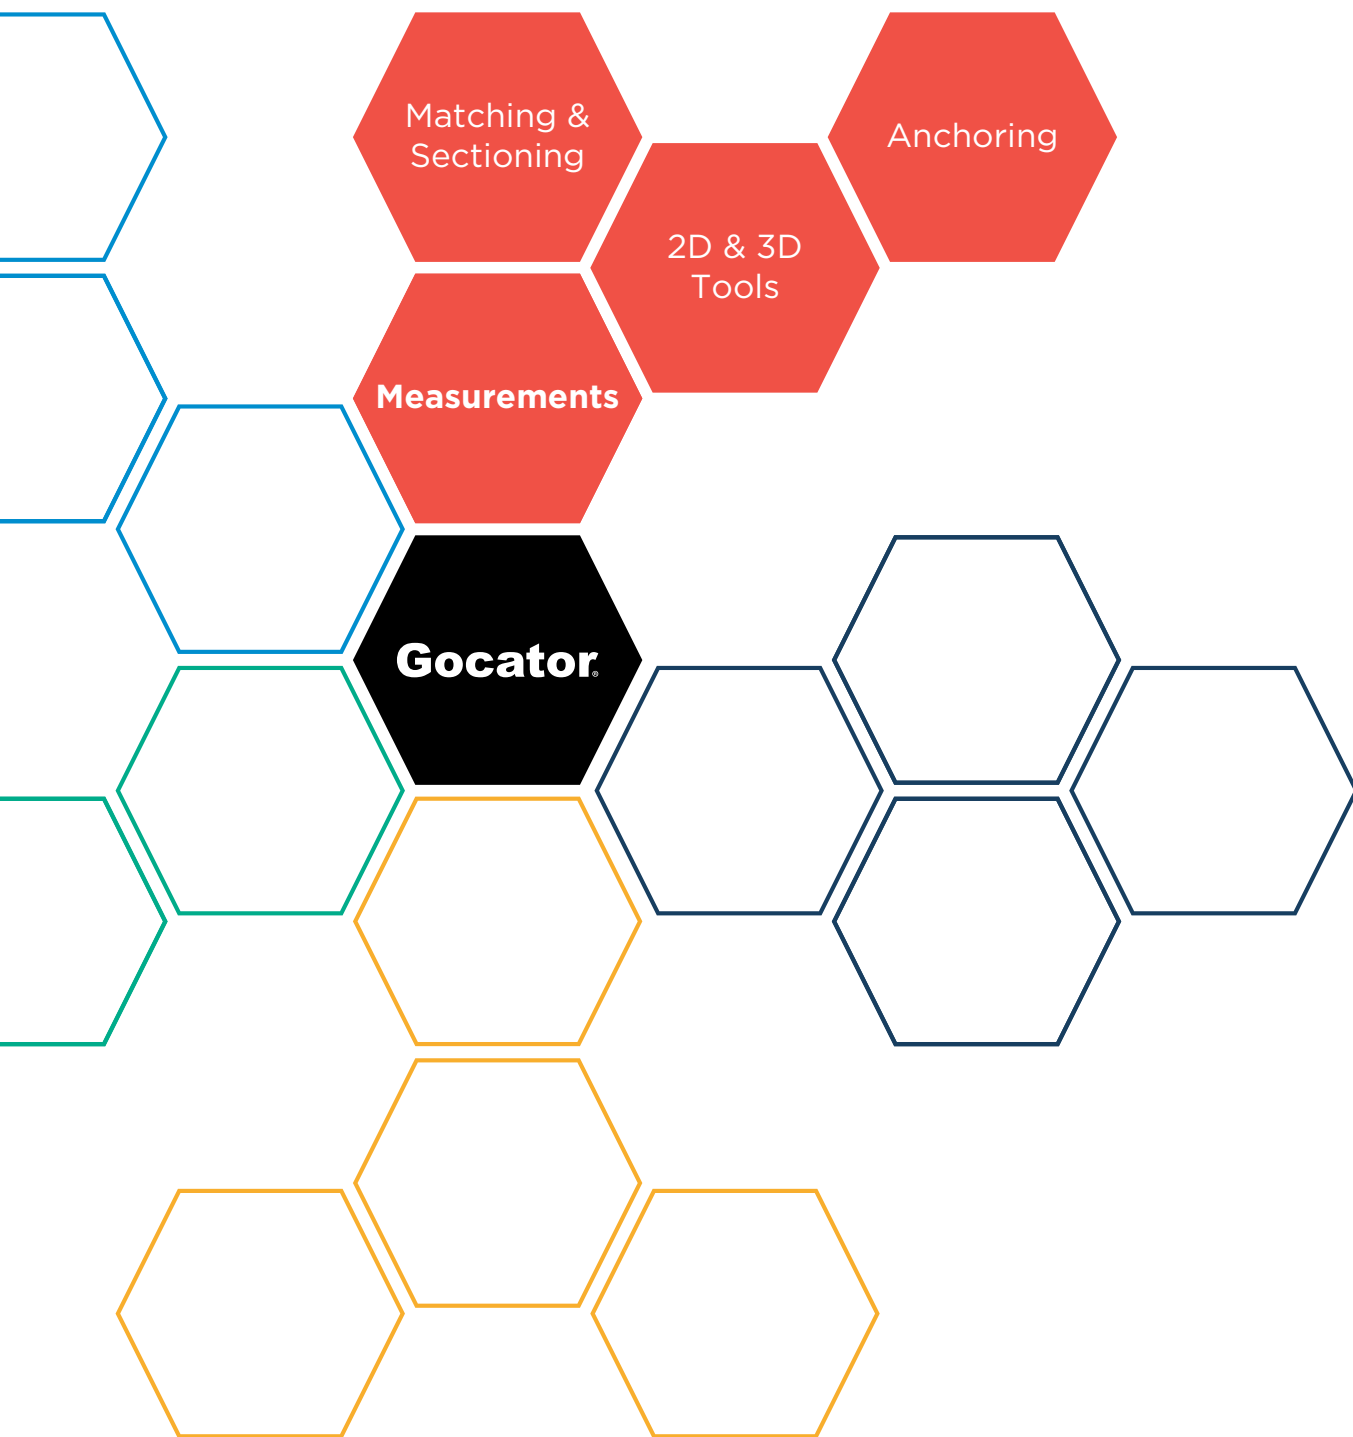 Matching &
Sectioning
Anchoring
2D & 3D
Tools
Measurements
Gocator®